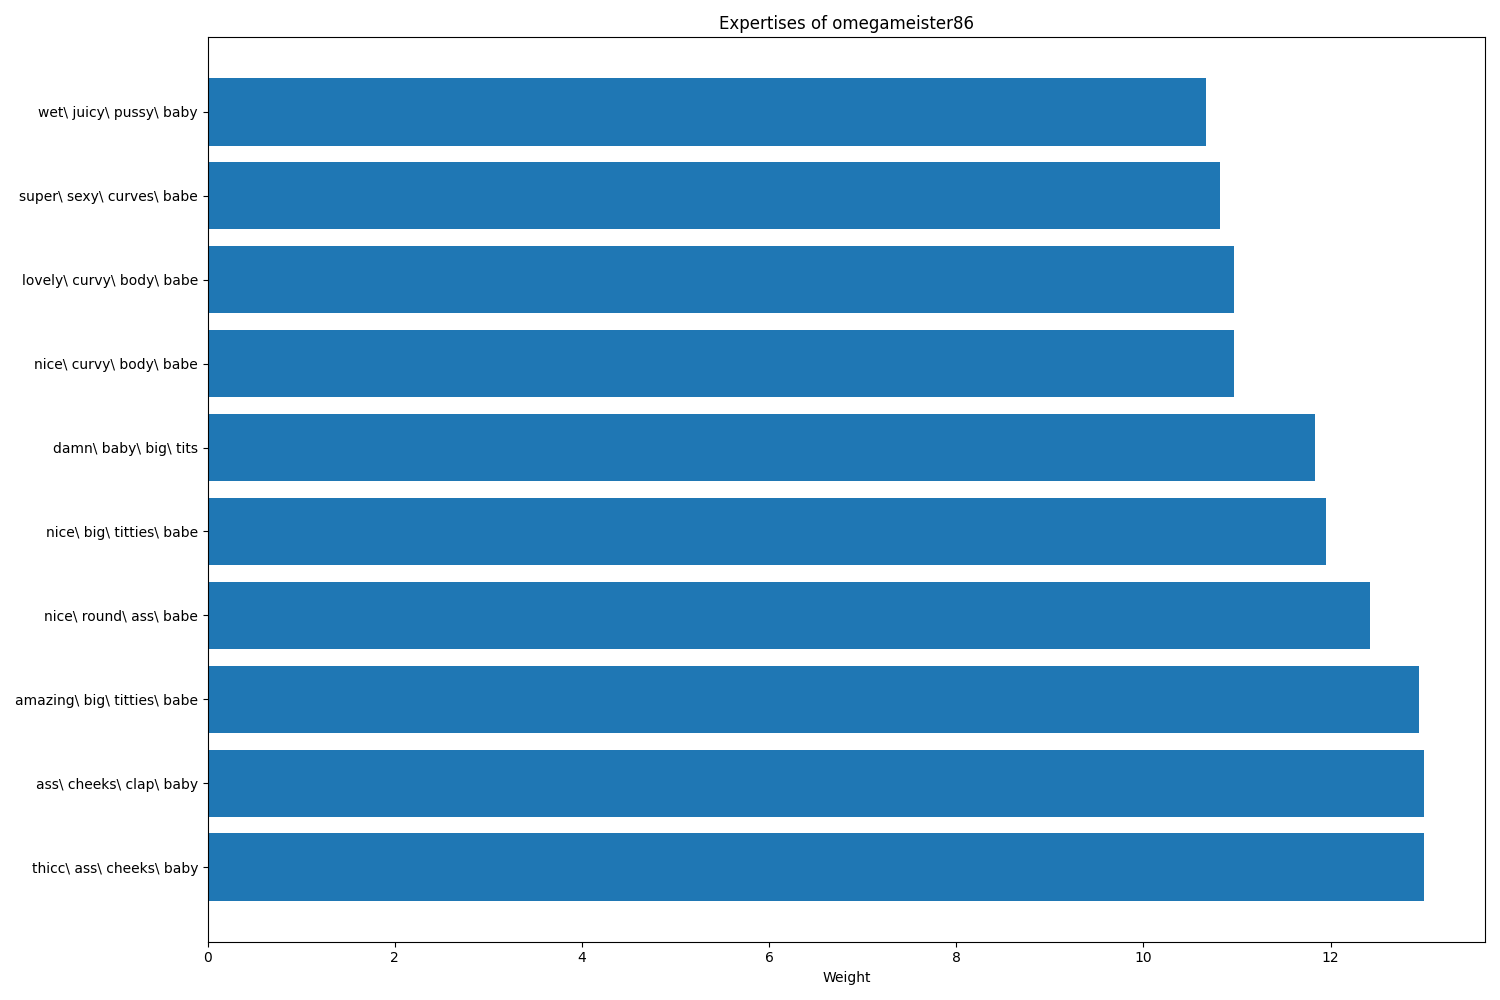 Expertises of omegameister86
wet\ juicy\ pussy\ baby
super\ sexy\ curves\ babe
lovely\ curvy\ body\ babe
nice\ curvy\ body\ babe
damn\ baby\ big\ tits
nice\ big\ titties\ babe
nice\ round\ ass\ babe
amazing\ big\ titties\ babe
ass\ cheeks\ clap\ baby
thicc\ ass\ cheeks\ baby
0 2 4 6 8 10 12
Weight